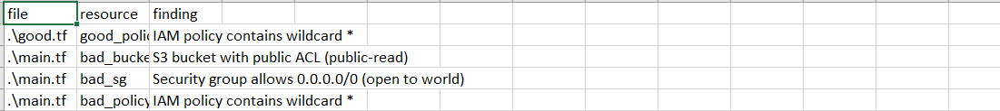 file resource finding
.\good.tf good_polic IAM policy contains wildcard *
.\main.tf bad_bucke S3 bucket with public ACL (public-read)
.\main.tf bad_sg Security group allows 0.0.0.0/0 (open to world)
.\main.tf bad_policy IAM policy contains wildcard *